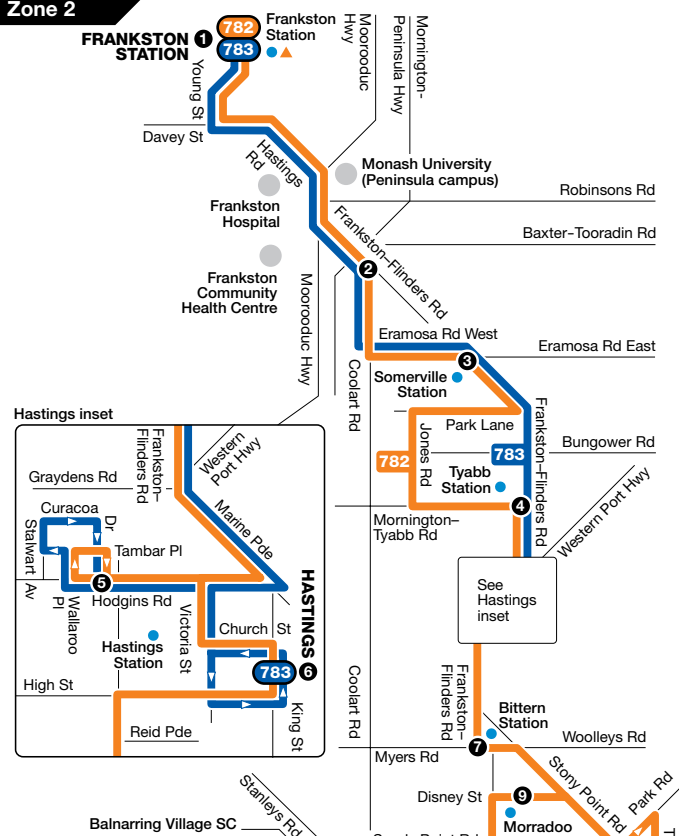 Zone 2
782
783
Frankston
Station
FRANKSTON
STATION
1
Moorooduc
Hwy
Mornington-
Peninsula Hwy
Young St
Davey St
Hastings
Rd
Monash University
(Peninsula campus)
Robinsons Rd
Frankston
Hospital
Frankston–Flinders Rd
Baxter–Tooradin Rd
2
Frankston
Community
Health Centre
Moorooduc Hwy
Eramosa Rd West
Eramosa Rd East
3
Coolart Rd
Somerville
Station
Park Lane
Frankston–Flinders Rd
782
Jones Rd
783
Bungower Rd
Tyabb
Station
4
Western Port Hwy
Mornington–
Tyabb Rd
Hastings inset
Frankston–
Flinders Rd
Western
Port Hwy
Graydens Rd
Marine Pde
Curacoa
Dr
Stalwart
Av
Tambar Pl
5
Hodgins Rd
Wallaroo
Pl
Victoria St
HASTINGS
Church St
Hastings
Station
783
6
High St
King St
Reid Pde
See
Hastings
inset
Coolart Rd
Frankston–
Flinders Rd
Bittern
Station
7
Woolleys Rd
Myers Rd
Stony Point Rd
Disney St
9
Park Rd
Morradoo
Stanleys Rd
Balnarring Village SC